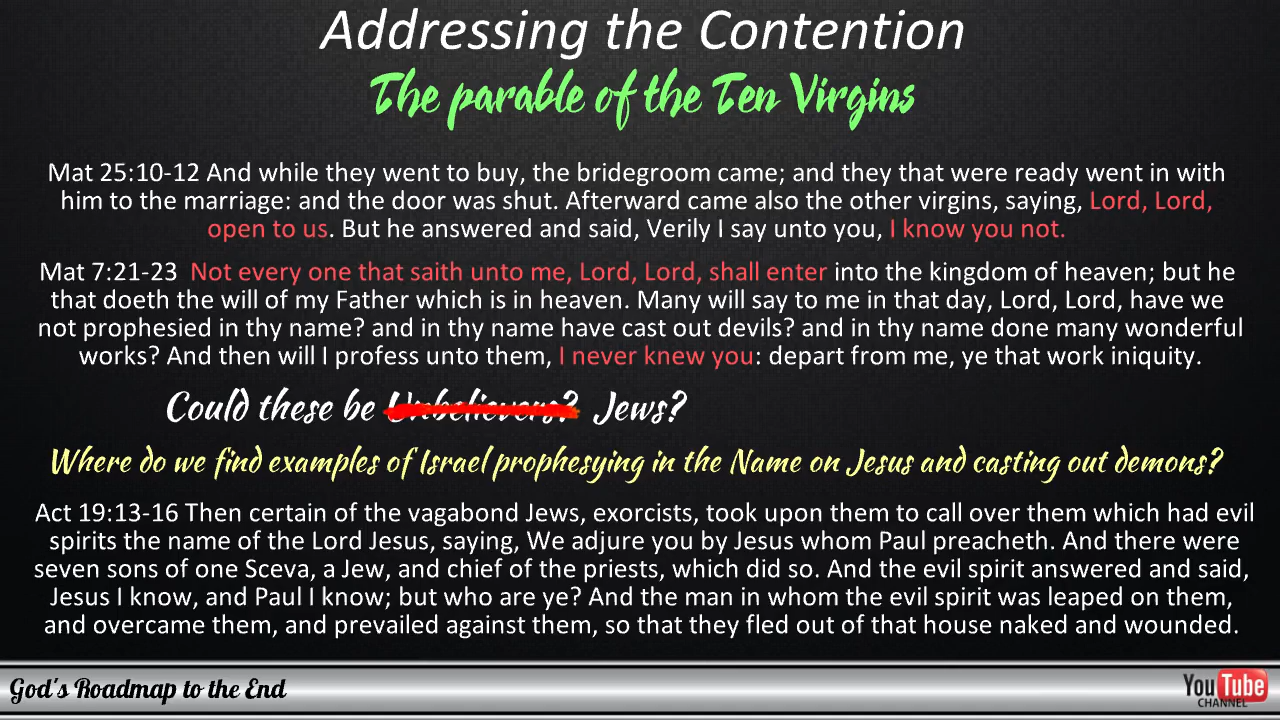 Addressing the Contention
The parable of the Ten Virgins
Mat 25:10-12 And while they went to buy, the bridegroom came; and they that were ready went in with
him to the marriage: and the door was shut. Afterward came also the other virgins, saying, Lord, Lord,
open to us. But he answered and said, Verily I say unto you, I know you not.
Mat 7:21-23 Not every one that saith unto me, Lord, Lord, shall enter into the kingdom of heaven; but he
that doeth the will of my Father which is in heaven. Many will say to me in that day, Lord, Lord, have we
not prophesied in thy name? and in thy name have cast out devils? and in thy name done many wonderful
works? And then will I profess unto them, I never knew you: depart from me, ye that work iniquity.
Could these be Unbelievers? Jews?
Where do we find examples of Israel prophesying in the Name on Jesus and casting out demons?
Act 19:13-16 Then certain of the vagabond Jews, exorcists, took upon them to call over them which had evil
spirits the name of the Lord Jesus, saying, We adjure you by Jesus whom Paul preacheth. And there were
seven sons of one Sceva, a Jew, and chief of the priests, which did so. And the evil spirit answered and said,
Jesus I know, and Paul I know; but who are ye? And the man in whom the evil spirit was leaped on them,
and overcame them, and prevailed against them, so that they fled out of that house naked and wounded.
God's Roadmap to the End
YouTube
CHANNEL